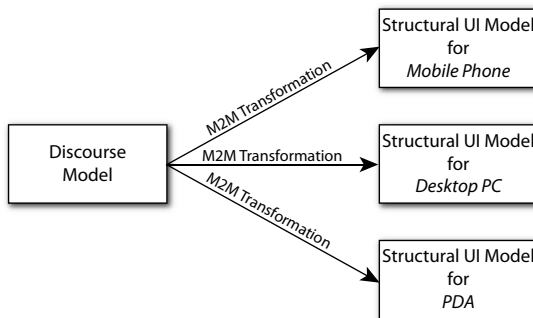 Structural UI Model
for
Mobile Phone
M2M Transformation
Discourse
Model
M2M Transformation
Structural UI Model
for
Desktop PC
M2M Transformation
Structural UI Model
for
PDA